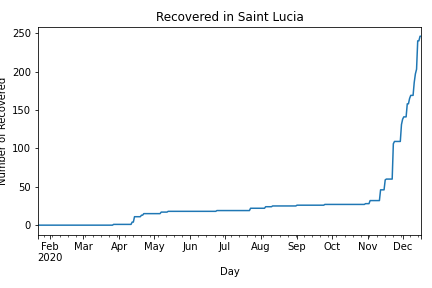 Recovered in Saint Lucia
Number of Recovered
250
200
150
100
50
0
Feb Mar Apr May Jun Jul Aug Sep Oct Nov Dec
2020
Day